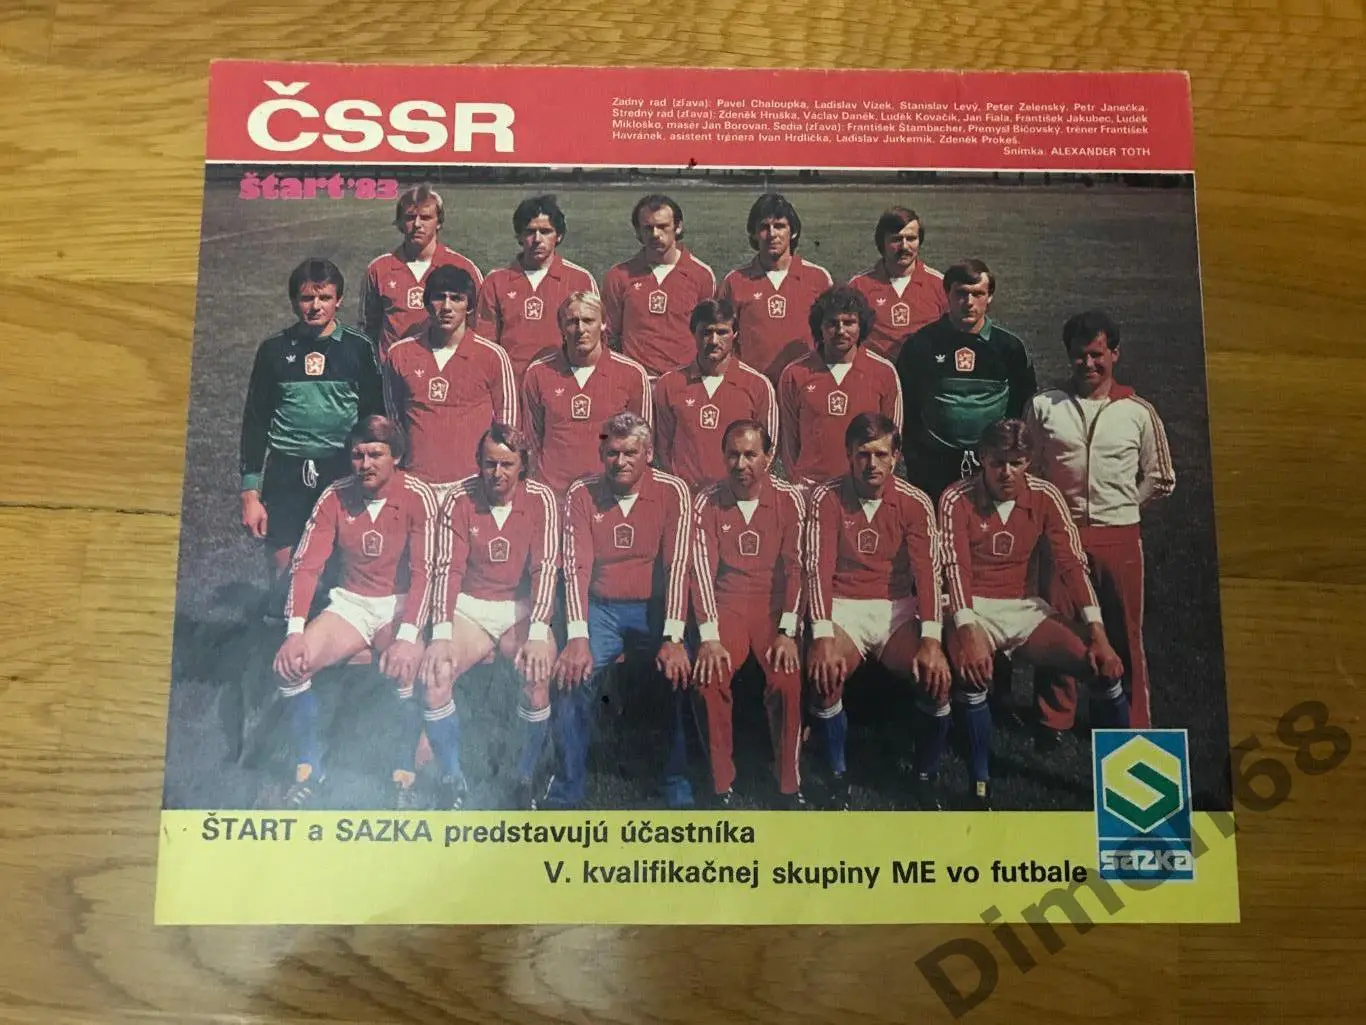 ČSSR
Zadný rad (zľava): Pavel Chaloupka, Ladislav Vízek, Stanislav Levý, Peter Zelenský, Petr Janečka.
Stredný rad (zľava): Zdeněk Hruška, Václav Daněk, Luděk Kovačík, Jan Fiala, František Jakubec, Luděk
Mikloško, masér Jan Borovan. Sedia (zľava): František Štambacher, Přemysl Bičovský, tréner František
Havránek, asistent trénera Ivan Hrdlička, Ladislav Jurkemik, Zdeněk Prokeš.
Snímka: ALEXANDER TOTH
štart'83
ŠTART a SAZKA predstavujú účastníka
V. kvalifikačnej skupiny ME vo futbale
sazka
Dimon168